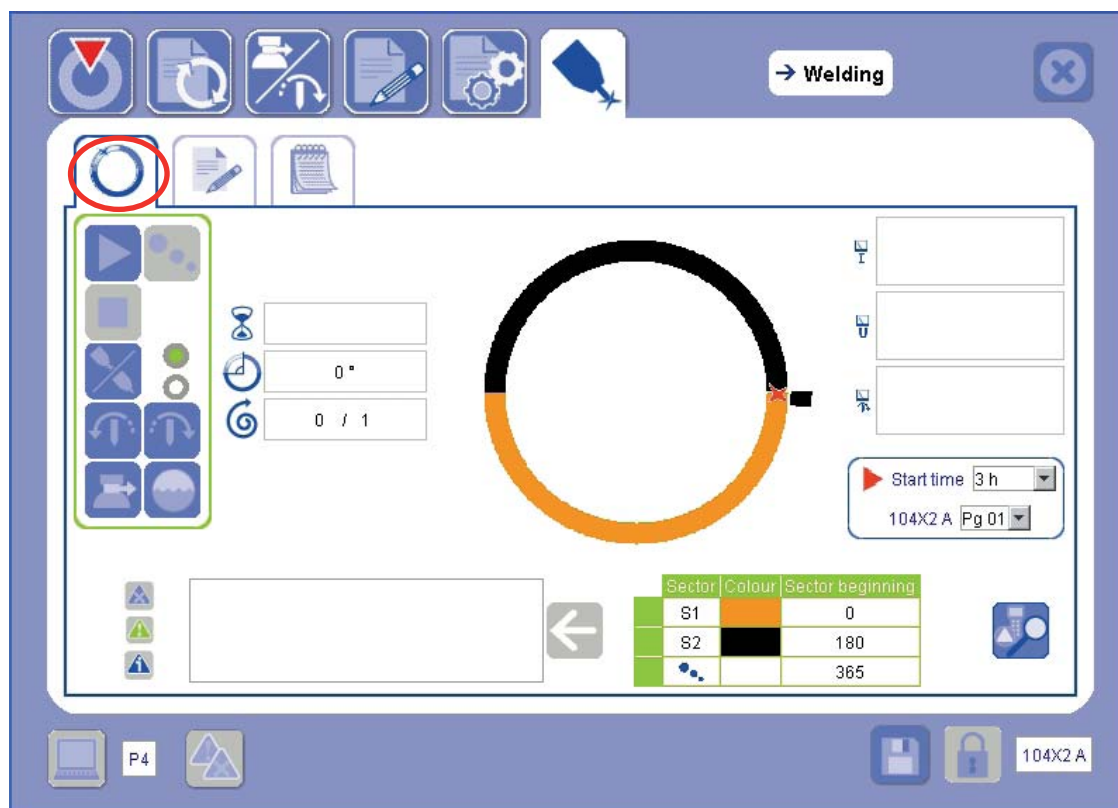 → Welding
I
U
0 °
0 / 1
Start time 3 h
104X2 A Pg 01
Sector Colour Sector beginning
S1 0
S2 180
365
P4
104X2 A